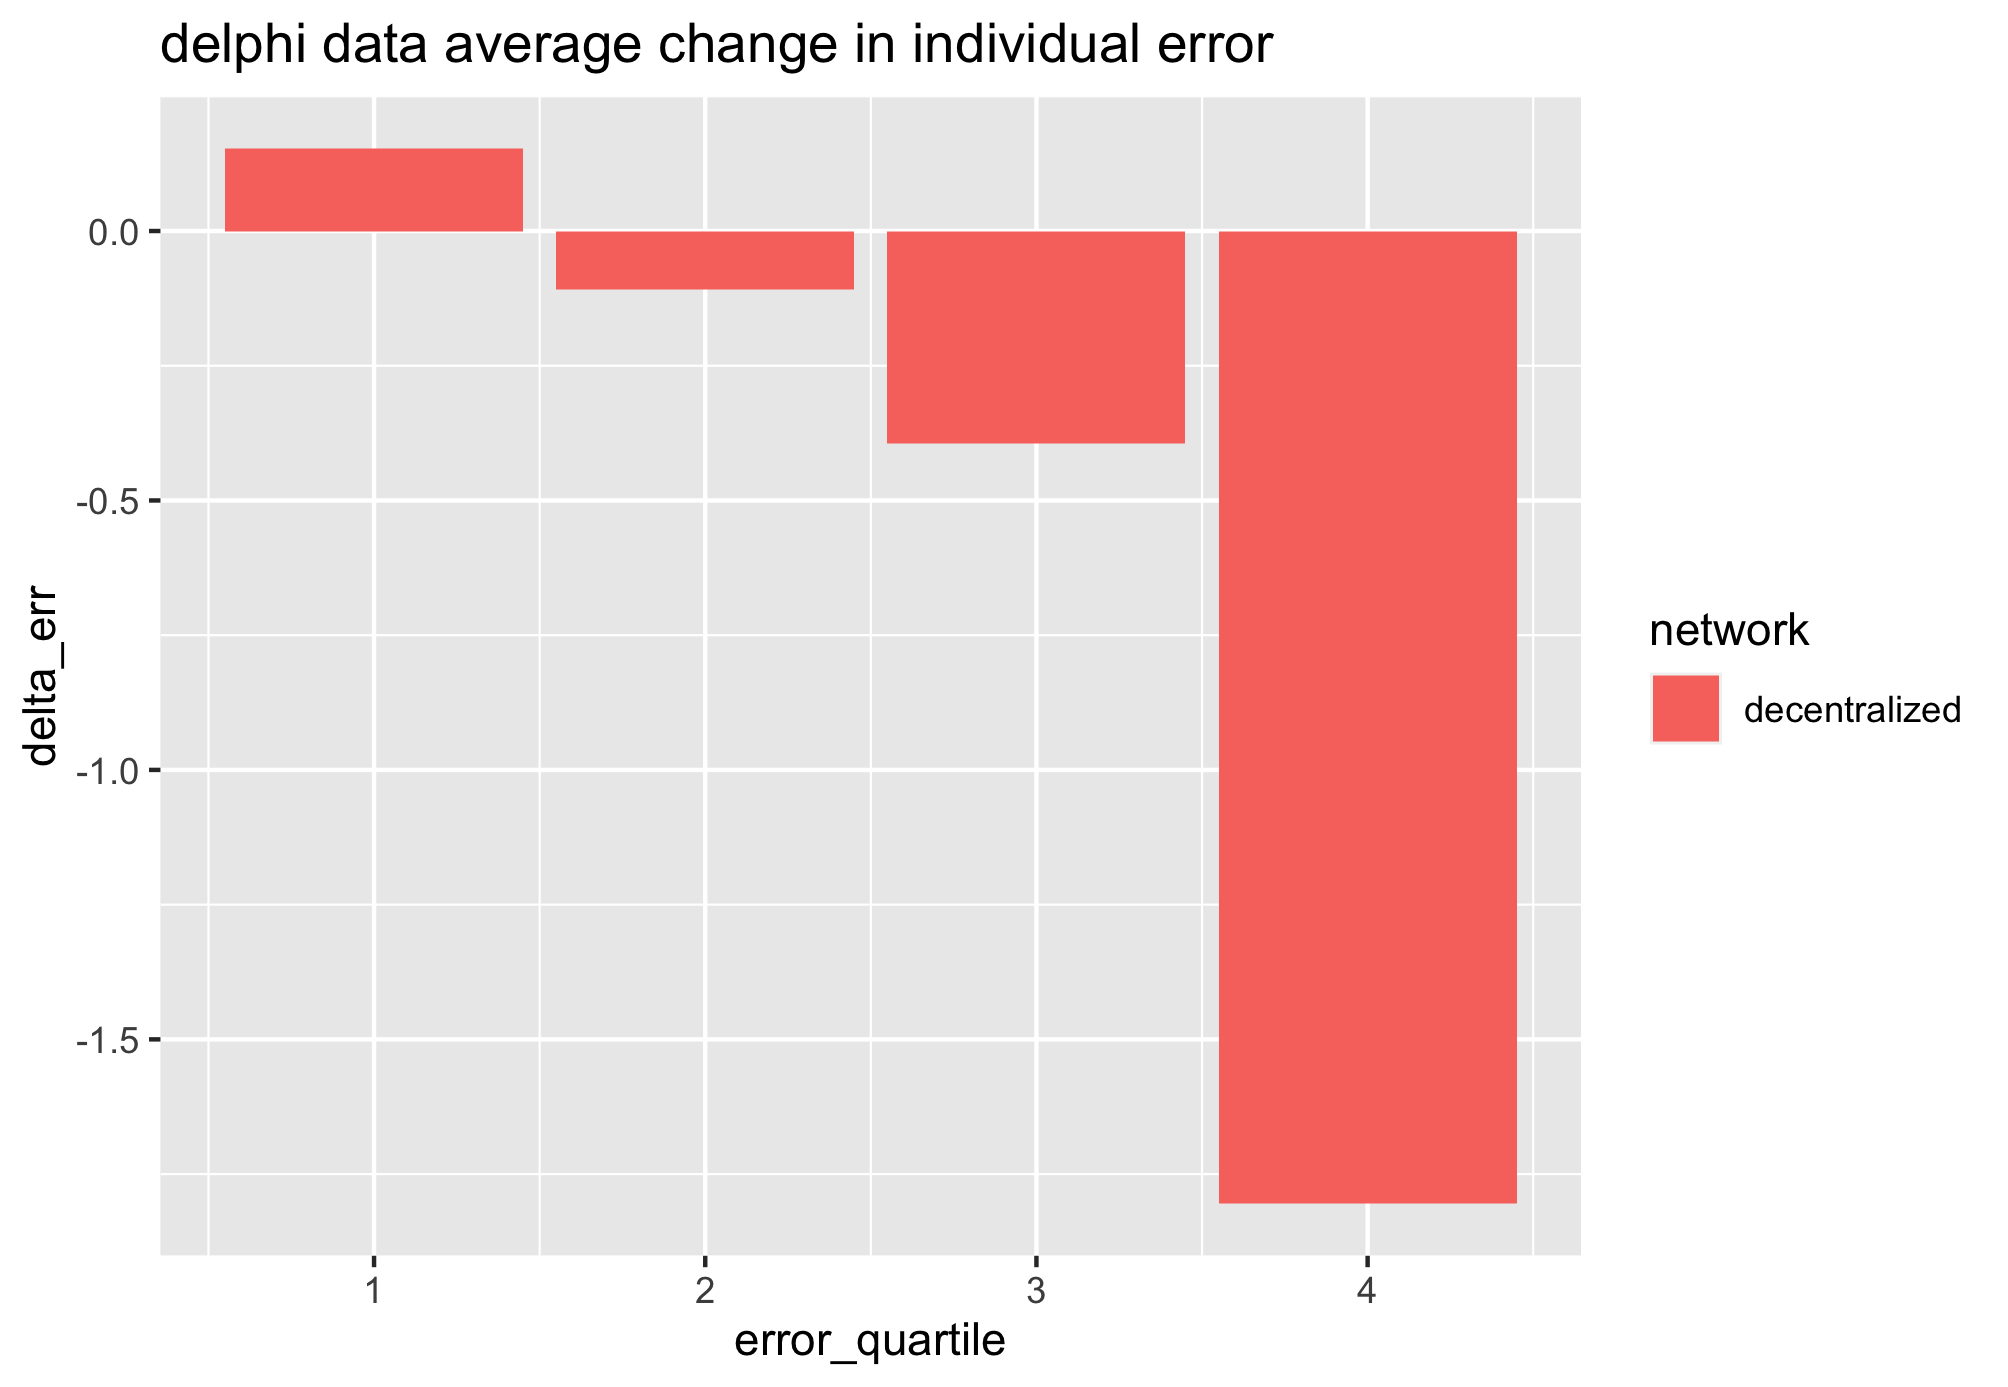 delphi data average change in individual error
0.0
-0.5
-1.0
-1.5
delta_err
1 2 3 4
error_quartile
network
decentralized